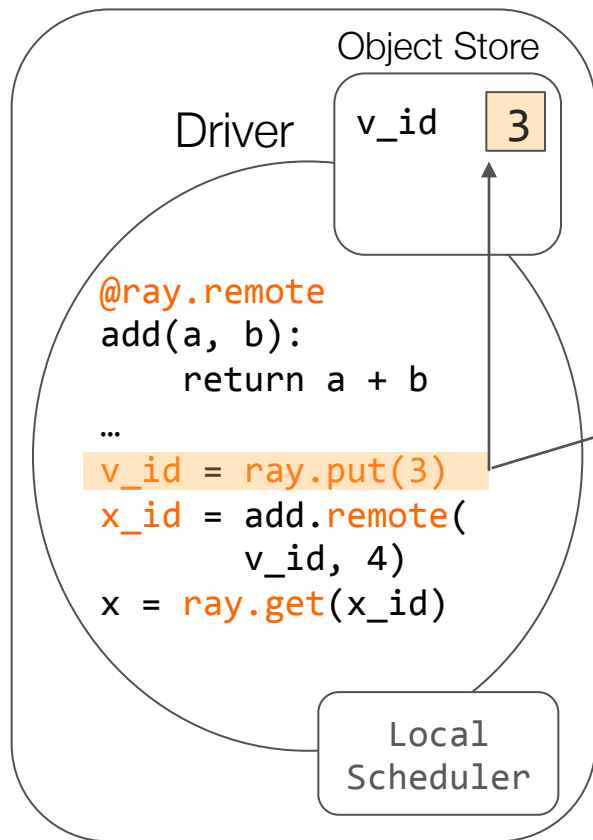 Object Store
v_id 3
Driver
@ray.remote
add(a, b):
    return a + b
…
v_id = ray.put(3)
x_id = add.remote(
        v_id, 4)
x = ray.get(x_id)
Local
Scheduler